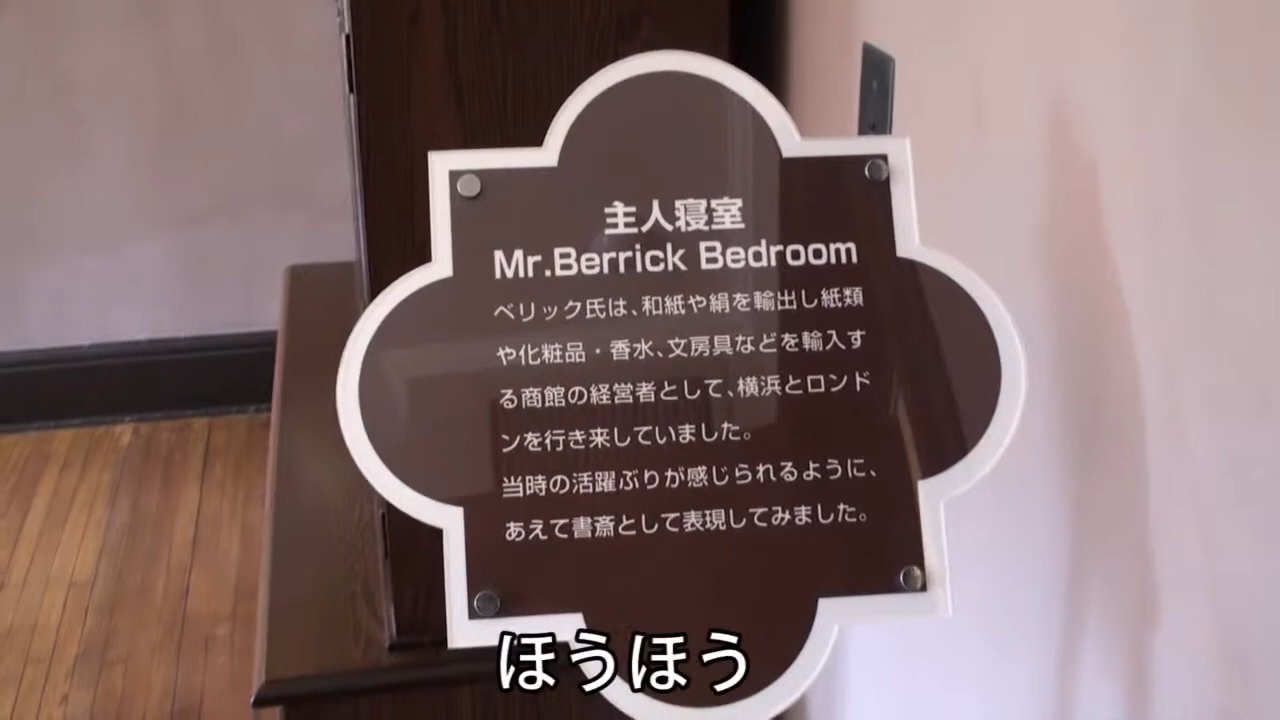 主人寝室
Mr.Berrick Bedroom
ベリック氏は、和紙や絹を輸出し紙類
や化粧品・香水、文房具などを輸入す
る商館の経営者として、横浜とロンド
ンを行き来していました。
当時の活躍ぶりが感じられるように、
あえて書斎として表現してみました。
ほうほう